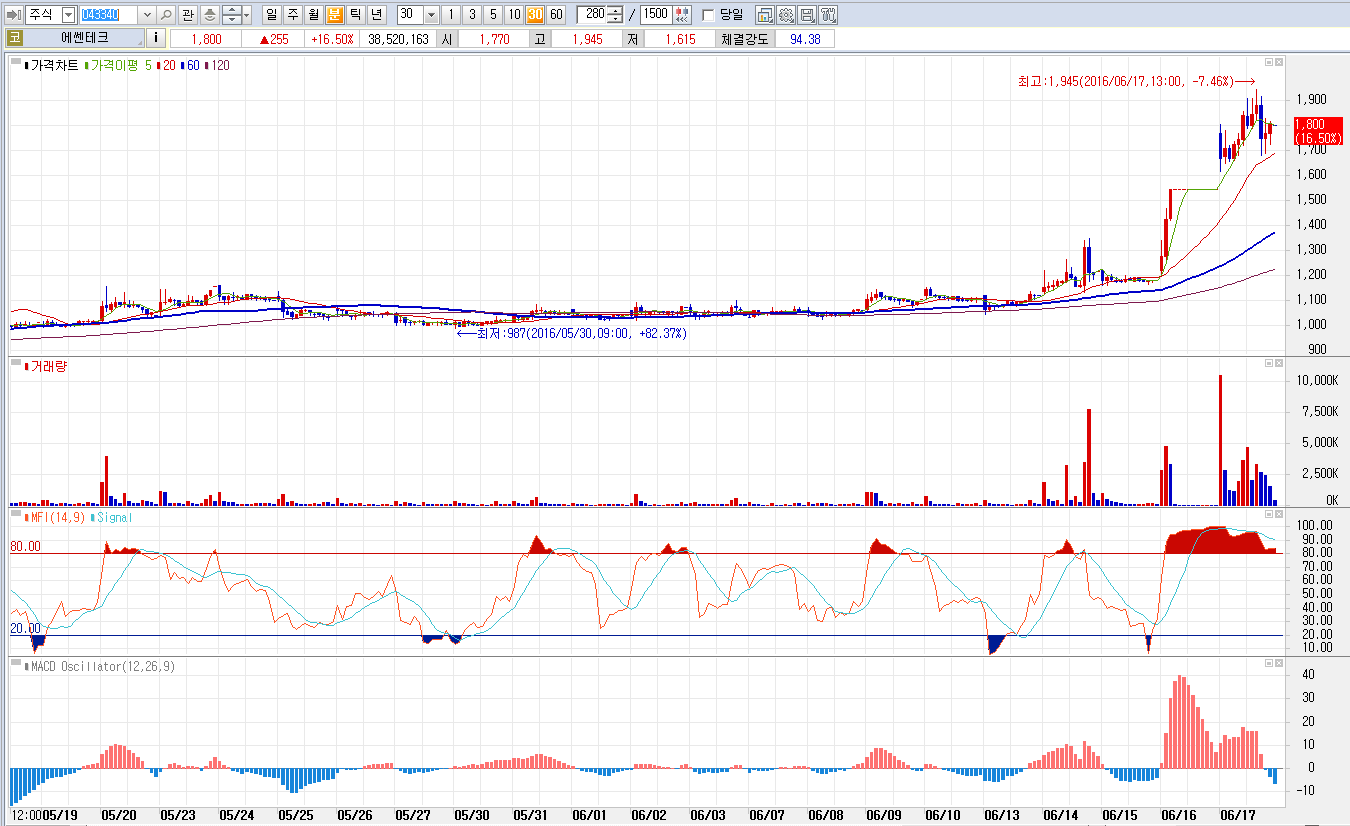 주식 043340 관 일 주 월 분 틱 년 30 1 3 5 10 30 60 280 / 1500 당일
코 에쎈테크 i 1,800 ▲255 +16.50% 38,520,163 시 1,770 고 1,945 저 1,615 체결강도 94.38
가격차트 가격이평 5 20 60 120
최고:1,945(2016/06/17,13:00, -7.46%)
1,900
1,800
(16.50%)
1,700
1,600
1,500
1,400
1,300
1,200
1,100
1,000
최저:987(2016/05/30,09:00, +82.37%)
900
거래량
10,000K
7,500K
5,000K
2,500K
0K
MFI(14,9) Signal
100.00
90.00
80.00
80.00
70.00
60.00
50.00
40.00
30.00
20.00
20.00
10.00
MACD Oscillator(12,26,9)
40
30
20
10
0
-10
12:00 05/19 05/20 05/23 05/24 05/25 05/26 05/27 05/30 05/31 06/01 06/02 06/03 06/07 06/08 06/09 06/10 06/13 06/14 06/15 06/16 06/17